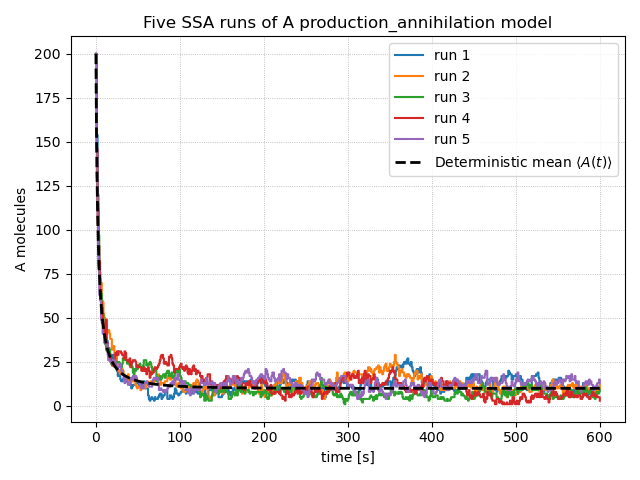 Five SSA runs of A production_annihilation model
200
175
150
125
100
75
50
25
0
A molecules
run 1
run 2
run 3
run 4
run 5
Deterministic mean ⟨A(t)⟩
0 100 200 300 400 500 600
time [s]